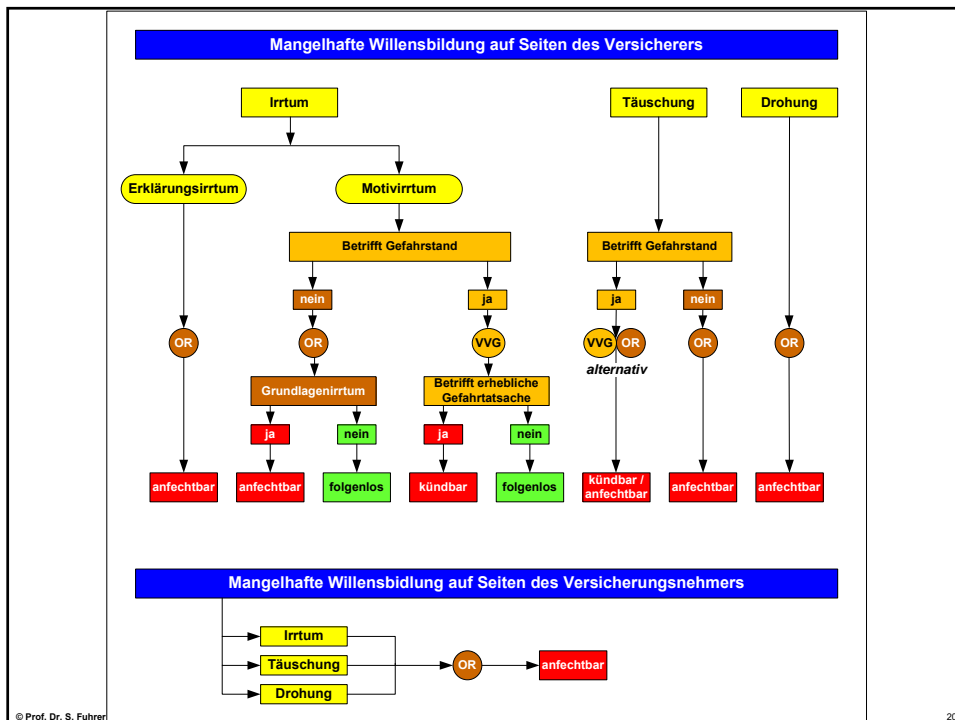 Mangelhafte Willensbildung auf Seiten des Versicherers
Irrtum
Täuschung
Drohung
Erklärungsirrtum
Motivirrtum
Betrifft Gefahrstand
Betrifft Gefahrstand
nein
ja
ja
nein
OR
OR
VVG
VVG
OR
OR
OR
alternativ
Grundlagenirrtum
Betrifft erhebliche
Gefahrtatsache
ja
nein
ja
nein
anfechtbar
anfechtbar
folgenlos
kündbar
folgenlos
kündbar /
anfechtbar
anfechtbar
anfechtbar
Mangelhafte Willensbidlung auf Seiten des Versicherungsnehmers
Irrtum
Täuschung
Drohung
OR
anfechtbar
© Prof. Dr. S. Fuhrer
20